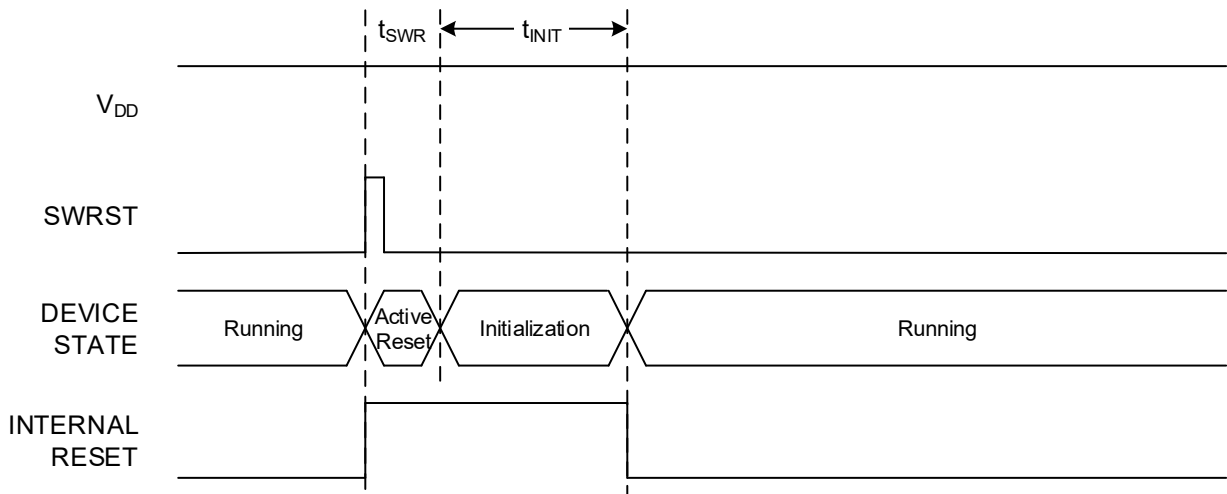 tSWR tINIT
VDD
SWRST
DEVICE
STATE
Running
Active
Reset
Initialization
Running
INTERNAL
RESET